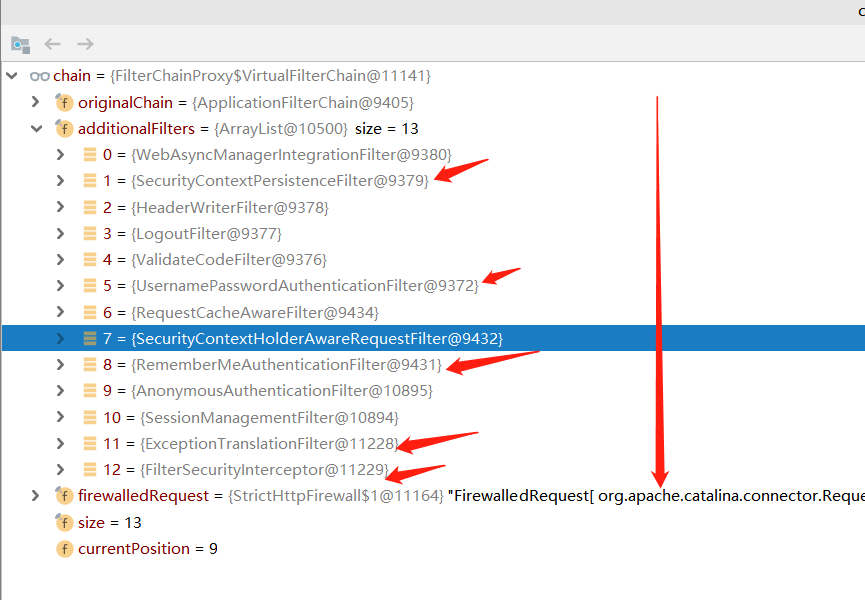 c
chain = {FilterChainProxy$VirtualFilterChain@11141}
f originalChain = {ApplicationFilterChain@9405}
f additionalFilters = {ArrayList@10500} size = 13
0 = {WebAsyncManagerIntegrationFilter@9380}
1 = {SecurityContextPersistenceFilter@9379}
2 = {HeaderWriterFilter@9378}
3 = {LogoutFilter@9377}
4 = {ValidateCodeFilter@9376}
5 = {UsernamePasswordAuthenticationFilter@9372}
6 = {RequestCacheAwareFilter@9434}
7 = {SecurityContextHolderAwareRequestFilter@9432}
8 = {RememberMeAuthenticationFilter@9431}
9 = {AnonymousAuthenticationFilter@10895}
10 = {SessionManagementFilter@10894}
11 = {ExceptionTranslationFilter@11228}
12 = {FilterSecurityInterceptor@11229}
f firewalledRequest = {StrictHttpFirewall$1@11164} "FirewalledRequest[ org.apache.catalina.connector.Reque
f size = 13
f currentPosition = 9